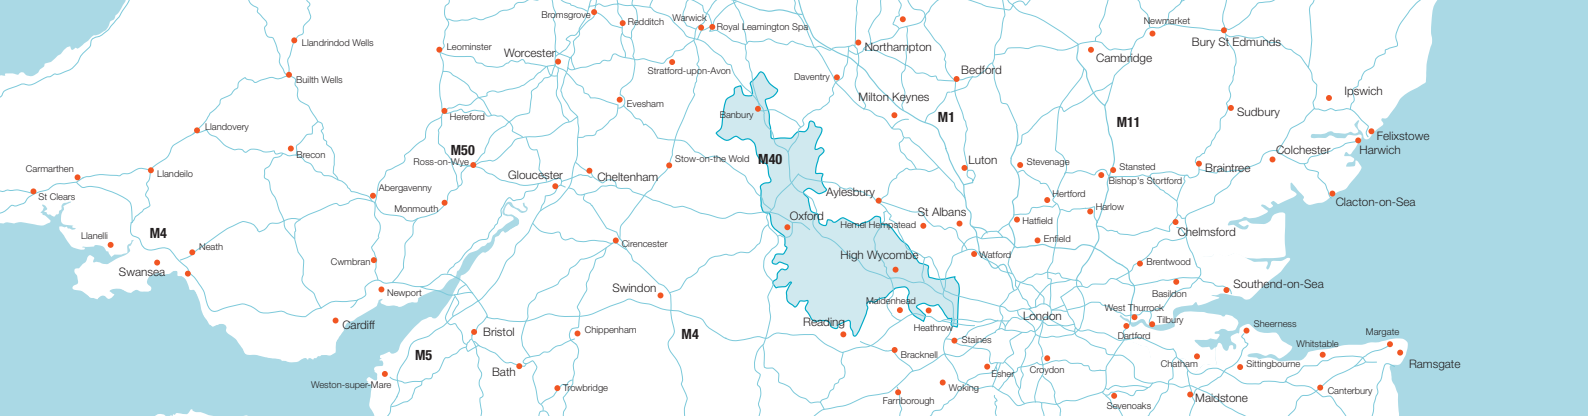 Bromsgrove
Redditch
Warwick
Royal Leamington Spa
Newmarket
Llandrindod Wells
Leominster
Worcester
Northampton
Bury St Edmunds
Cambridge
Builth Wells
Stratford-upon-Avon
Daventry
Bedford
Milton Keynes
Ipswich
Evesham
Banbury
Hereford
M1
M11
Sudbury
Llandovery
Felixstowe
Brecon
M50
Ross-on-Wye
Stow-on-the Wold
M40
Luton
Stevenage
Stansted
Bishop's Stortford
Braintree
Colchester
Harwich
Carmarthen
Llandeilo
Gloucester
Cheltenham
St Clears
Abergavenny
Monmouth
Aylesbury
Hertford
Harlow
Clacton-on-Sea
Oxford
Hemel Hempstead
St Albans
Hatfield
Chelmsford
Llanelli
M4
Neath
Cirencester
Enfield
High Wycombe
Watford
Cwmbran
Brentwood
Swansea
Newport
Swindon
Maidenhead
Basildon
Southend-on-Sea
Cardiff
Bristol
Chippenham
M4
Reading
Heathrow
London
West Thurrock
Tilbury
Dartford
Sheerness
Margate
M5
Staines
Whitstable
Weston-super-Mare
Bath
Trowbridge
Bracknell
Esher
Croydon
Chatham
Sittingbourne
Ramsgate
Woking
Farnborough
Sevenoaks
Maidstone
Canterbury